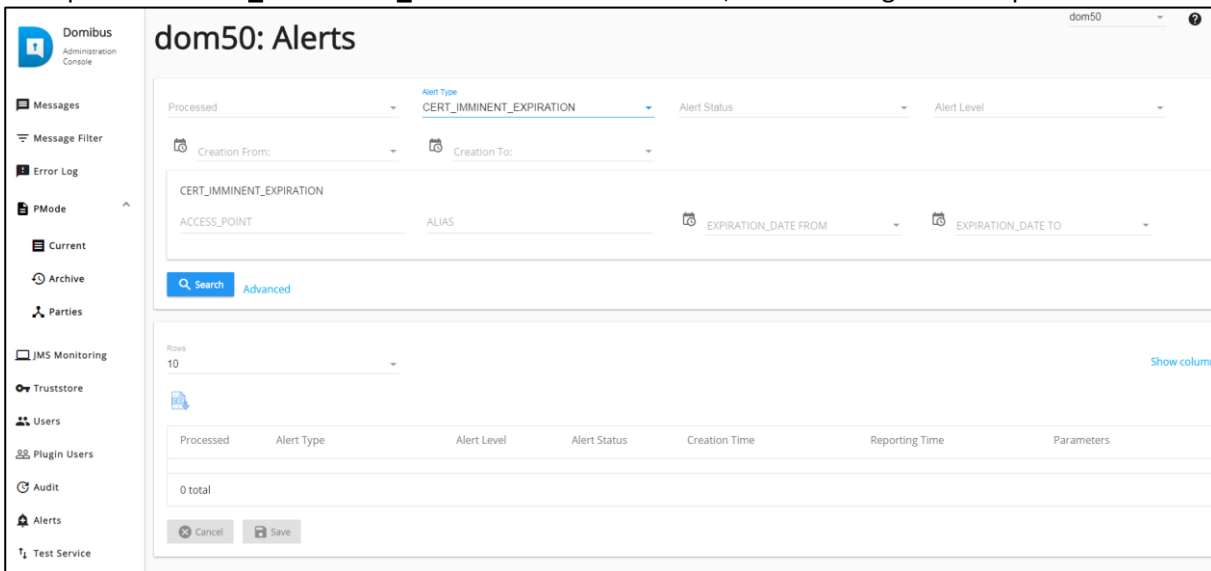 dom50
Domibus
Administration
Console
dom50: Alerts
Messages
Message Filter
Error Log
PMode
Current
Archive
Parties
JMS Monitoring
Truststore
Users
Plugin Users
Audit
Alerts
Test Service
Processed
Alert Type
CERT_IMMINENT_EXPIRATION
Alert Status
Alert Level
Creation From:
Creation To:
CERT_IMMINENT_EXPIRATION
ACCESS_POINT
ALIAS
EXPIRATION_DATE FROM
EXPIRATION_DATE TO
Search
Advanced
Rows
10
Show
Processed Alert Type Alert Level Alert Status Creation Time Reporting Time Parameters
0 total
Cancel
Save